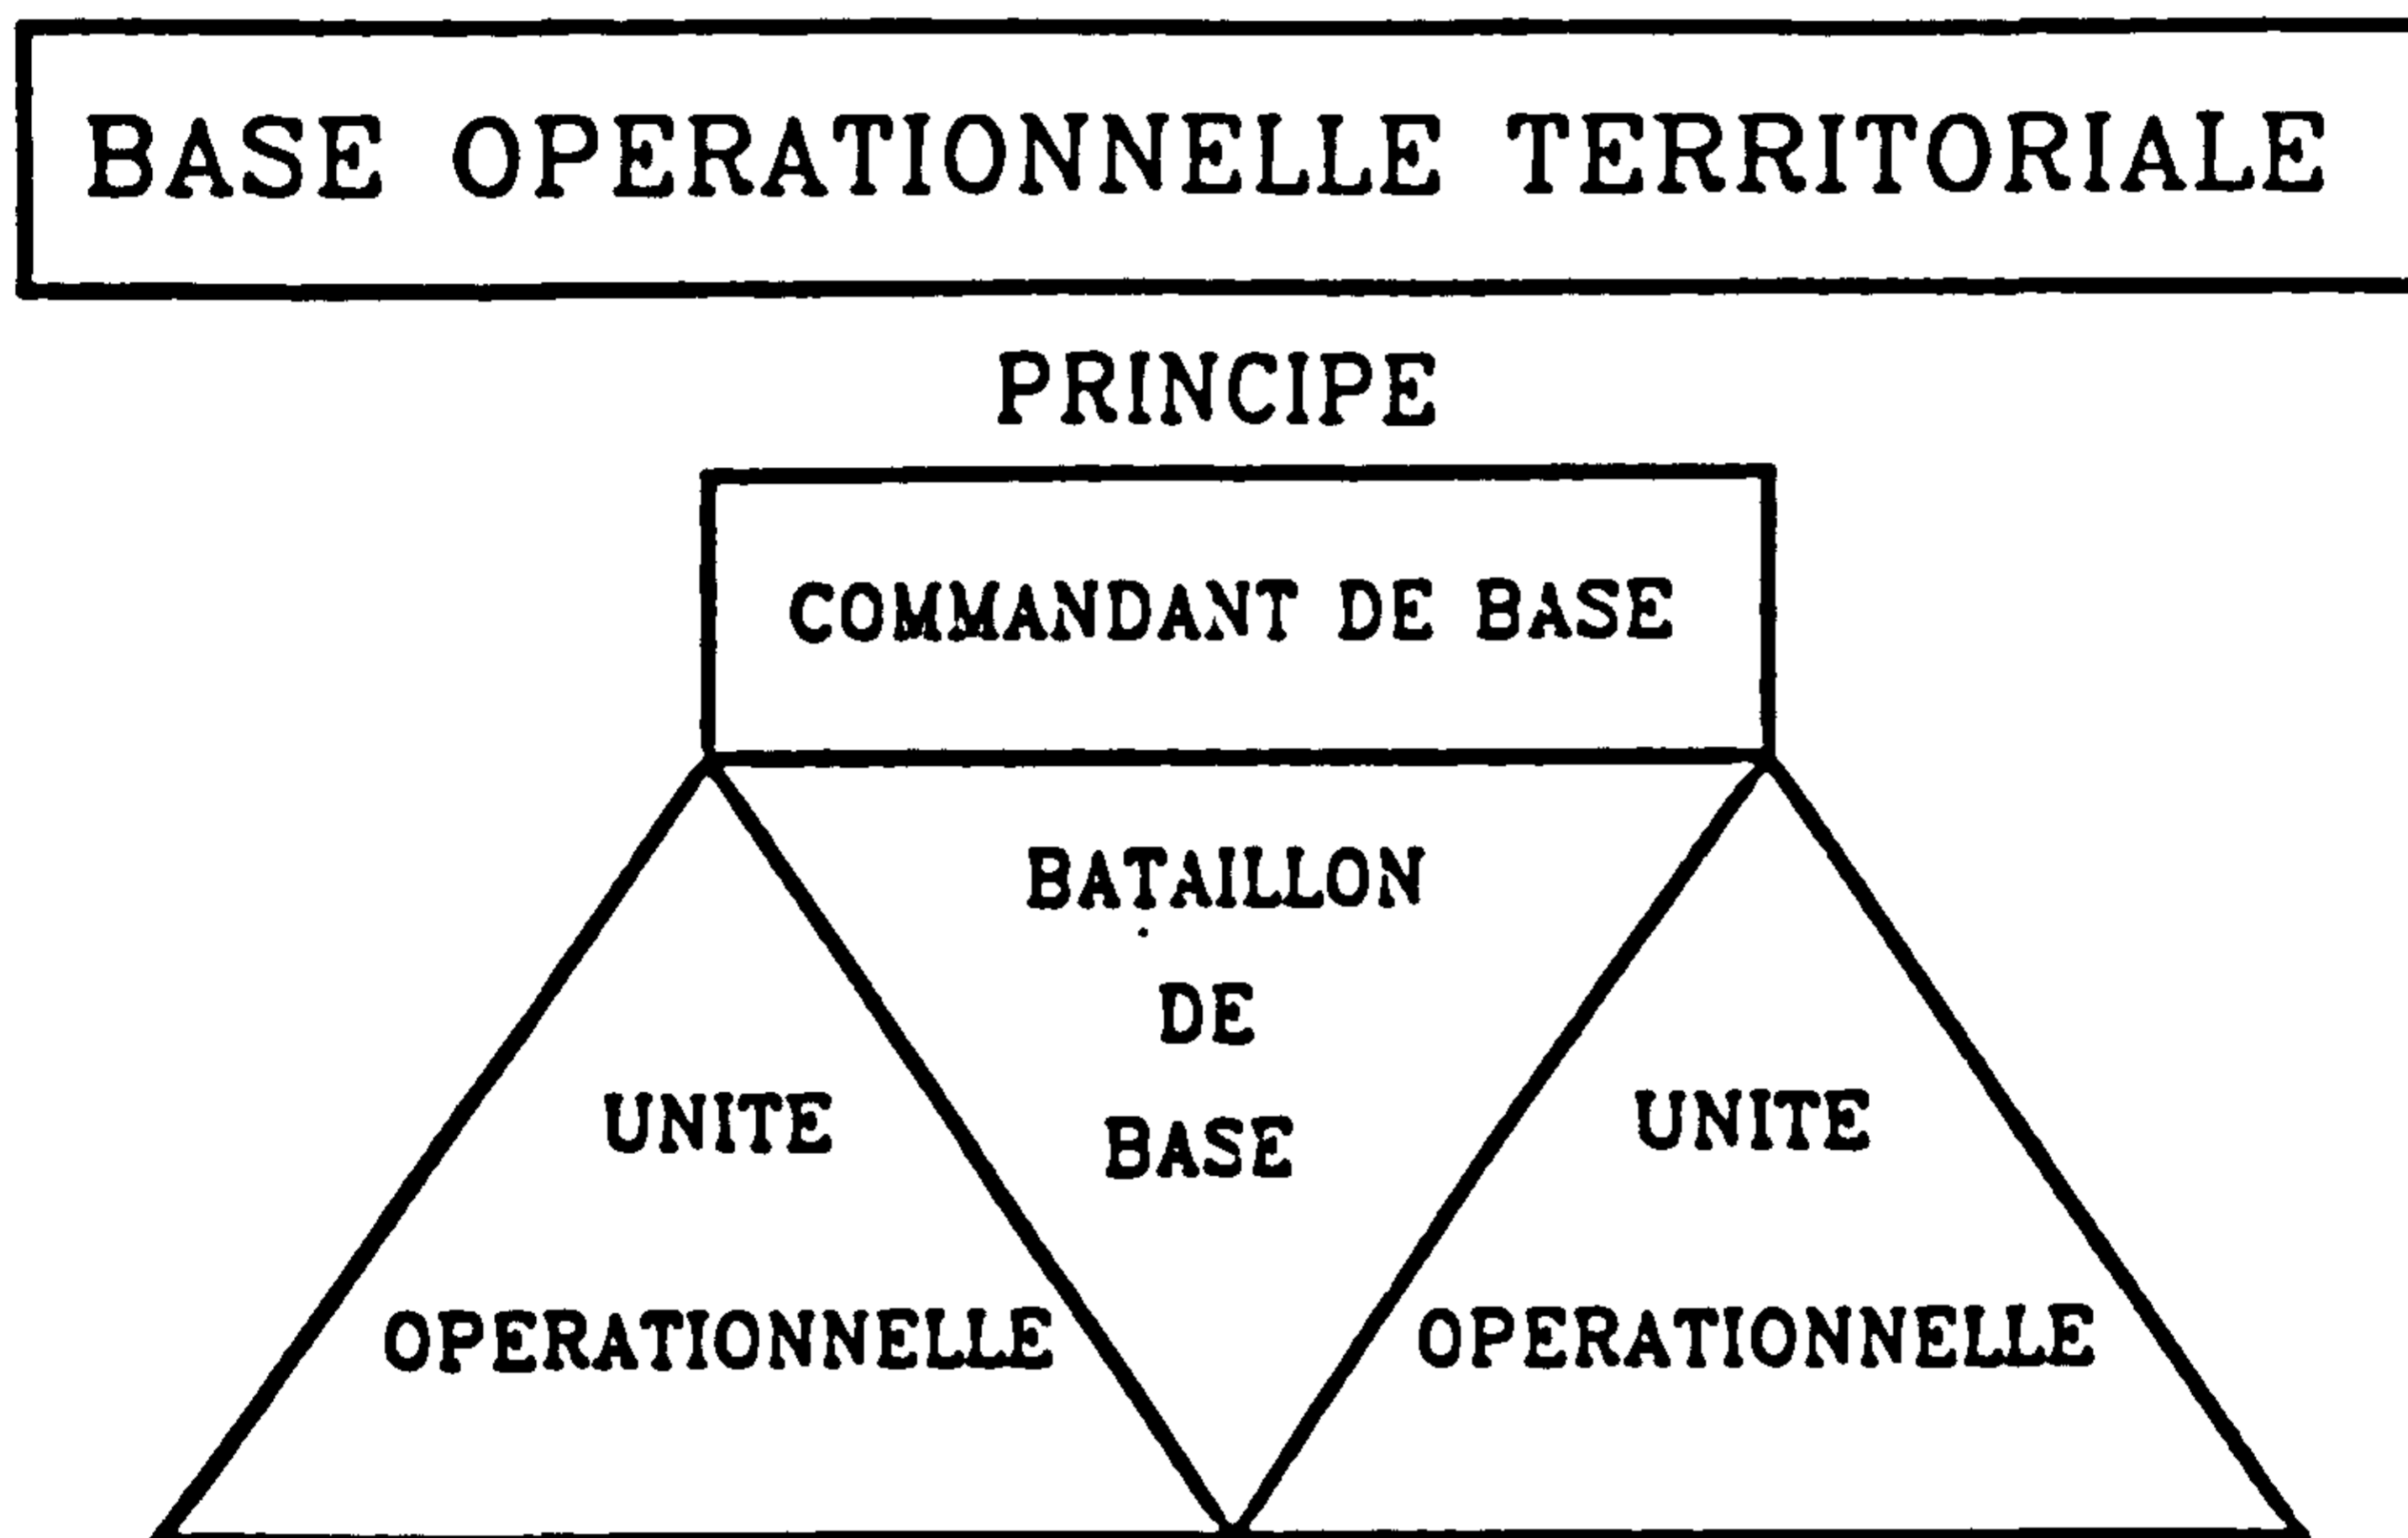 BASE OPERATIONNELLE TERRITORIALE
PRINCIPE
COMMANDANT DE BASE
BATAILLON
DE
BASE
UNITE
OPERATIONNELLE
UNITE
OPERATIONNELLE